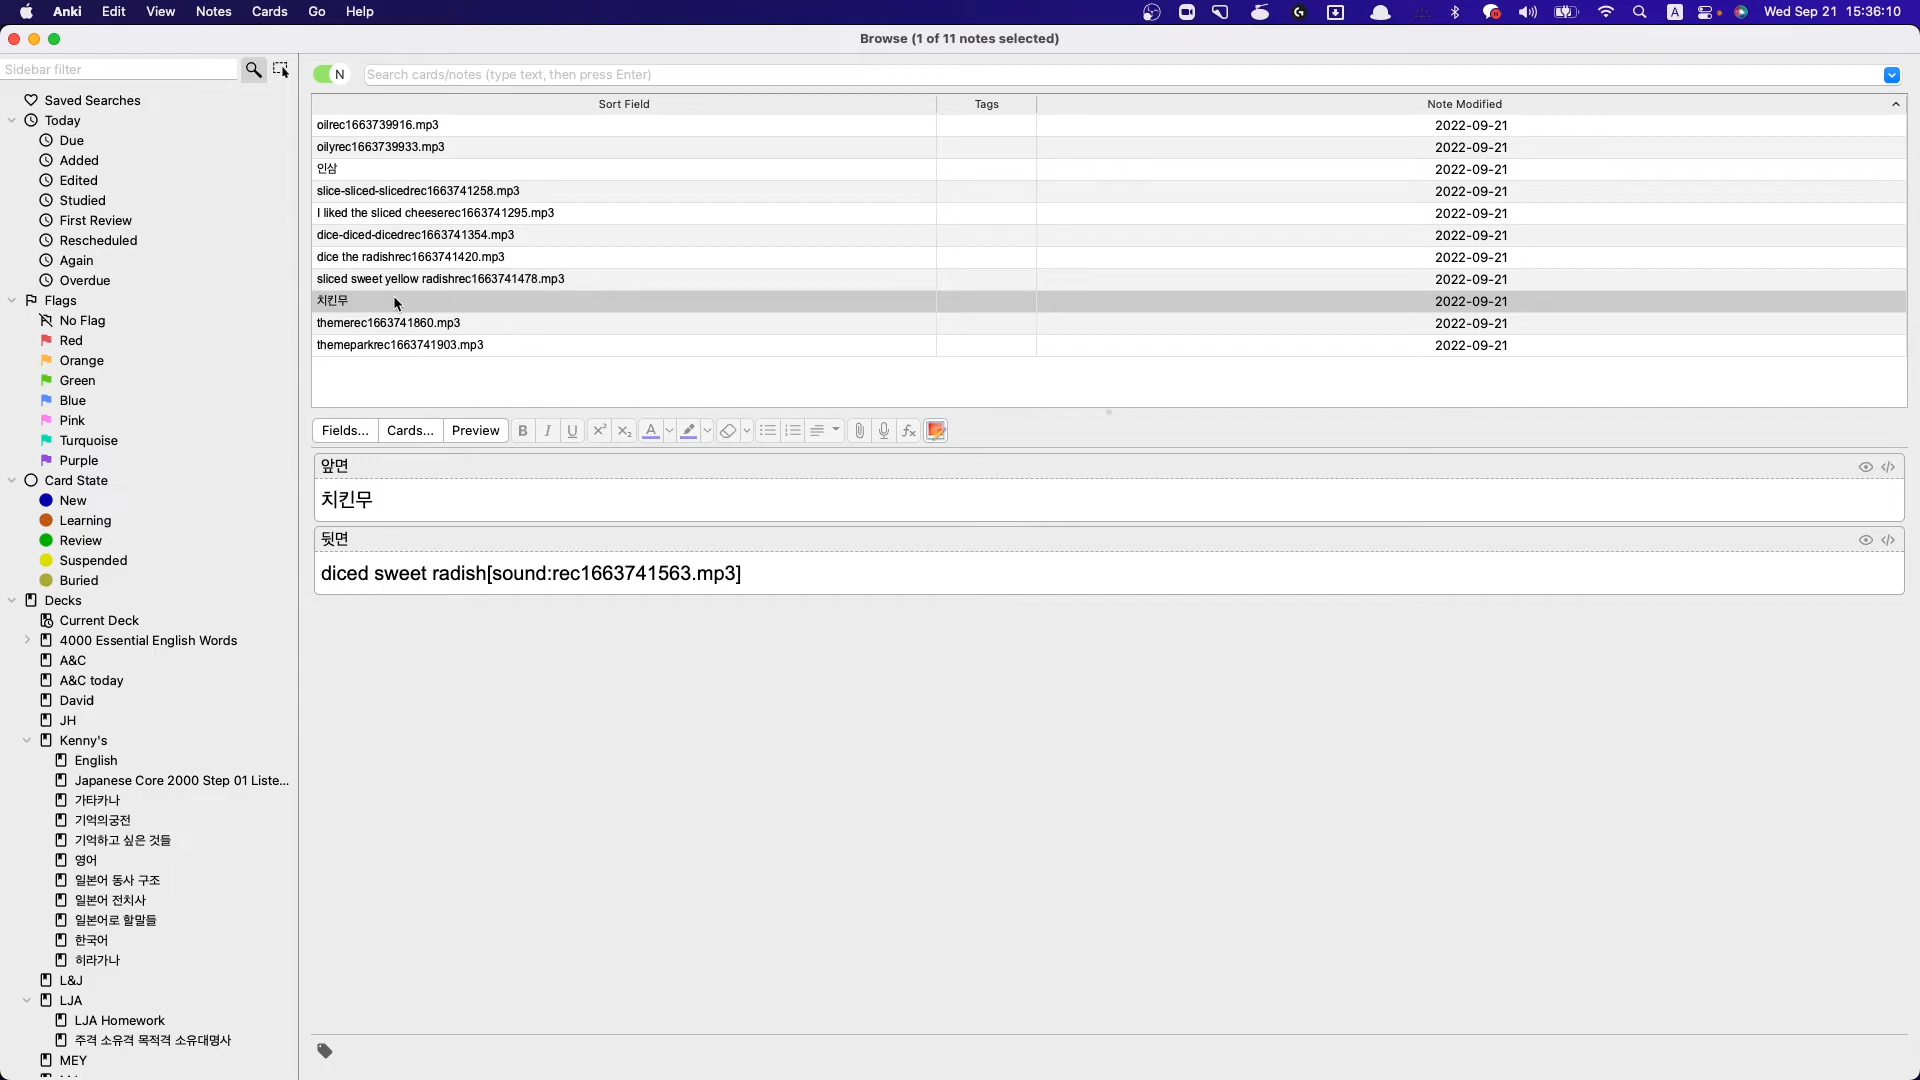 Anki Edit View Notes Cards Go Help Wed Sep 21 15:36:10
Browse (1 of 11 notes selected)
Sidebar filter
N Search cards/notes (type text, then press Enter)
Saved Searches
Today
Due
Added
Edited
Studied
First Review
Rescheduled
Again
Overdue
Flags
No Flag
Red
Orange
Green
Blue
Pink
Turquoise
Purple
Card State
New
Learning
Review
Suspended
Buried
Decks
Current Deck
4000 Essential English Words
A&C
A&C today
David
JH
Kenny's
English
Japanese Core 2000 Step 01 Liste...
가타카나
기억의궁전
기억하고 싶은 것들
영어
일본어 동사 구조
일본어 전치사
일본어로 할말들
한국어
히라가나
L&J
LJA
LJA Homework
주격 소유격 목적격 소유대명사
MEY
Sort Field Tags Note Modified
oilrec1663739916.mp3 2022-09-21
oilyrec1663739933.mp3 2022-09-21
인삼 2022-09-21
slice-sliced-slicedrec1663741258.mp3 2022-09-21
I liked the sliced cheeserec1663741295.mp3 2022-09-21
dice-diced-dicedrec1663741354.mp3 2022-09-21
dice the radishrec1663741420.mp3 2022-09-21
sliced sweet yellow radishrec1663741478.mp3 2022-09-21
치킨무 2022-09-21
themerec1663741860.mp3 2022-09-21
themeparkrec1663741903.mp3 2022-09-21
Fields... Cards... Preview B I U x² x₂ A fx
앞면
치킨무
뒷면
diced sweet radish[sound:rec1663741563.mp3]